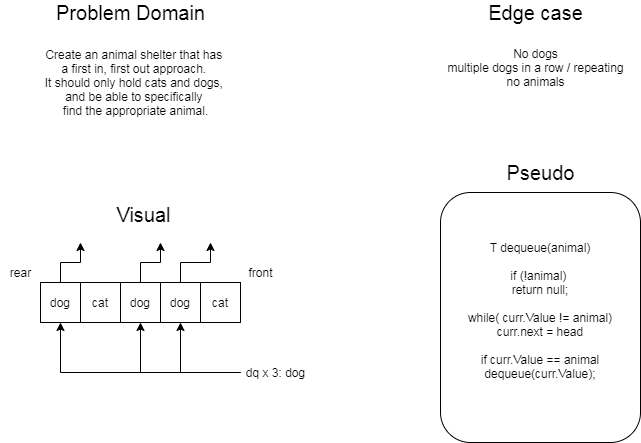 Problem Domain
Create an animal shelter that has
a first in, first out approach.
It should only hold cats and dogs,
and be able to specifically
find the appropriate animal.
Edge case
No dogs
multiple dogs in a row / repeating
no animals
Visual
rear
front
dog cat dog dog cat
dq x 3: dog
Pseudo
T dequeue(animal)
if (!animal)
return null;
while( curr.Value != animal)
curr.next = head
if curr.Value == animal
dequeue(curr.Value);